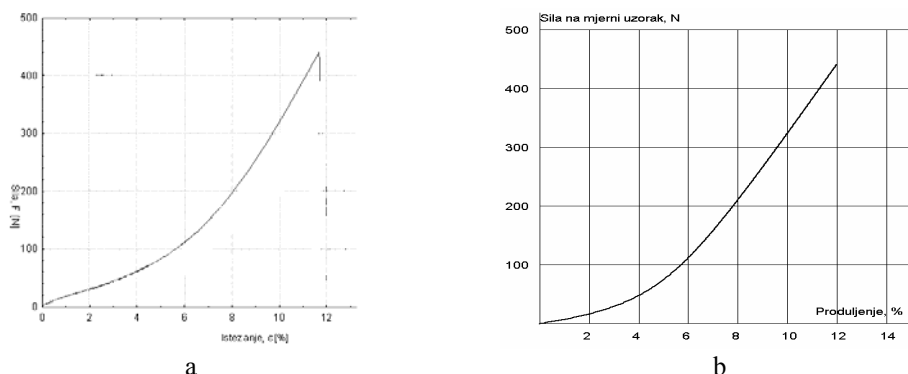 500
400
300
200
100
0
Sila, F [N]
0 2 4 6 8 10 12
Istezanje, ε [%]
a
Sila na mjerni uzorak, N
500
400
300
200
100
Produljenje, %
2 4 6 8 10 12 14
b